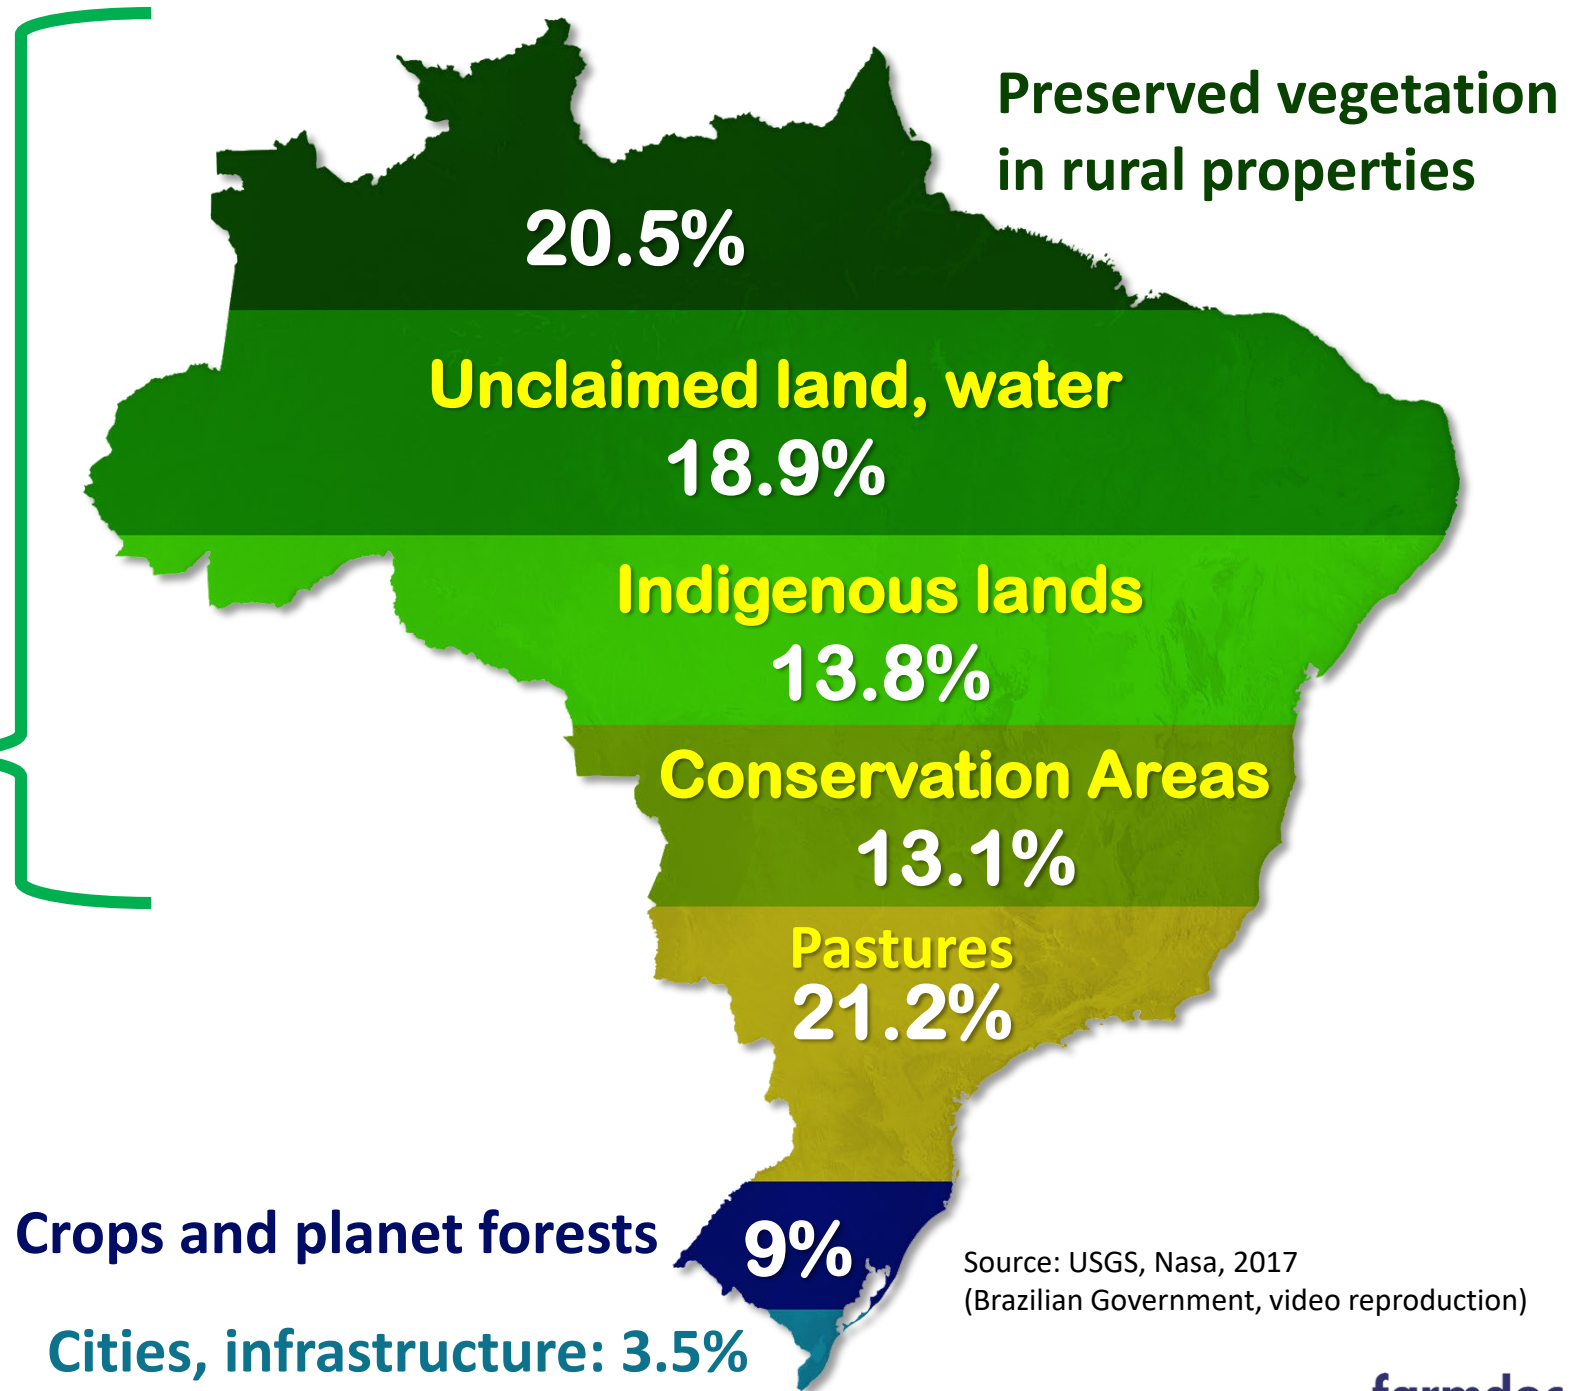 Preserved vegetation
in rural properties
20.5%
Unclaimed land, water
18.9%
Indigenous lands
13.8%
Conservation Areas
13.1%
Pastures
21.2%
Crops and planet forests
9%
Source: USGS, Nasa, 2017
(Brazilian Government, video reproduction)
Cities, infrastructure: 3.5%